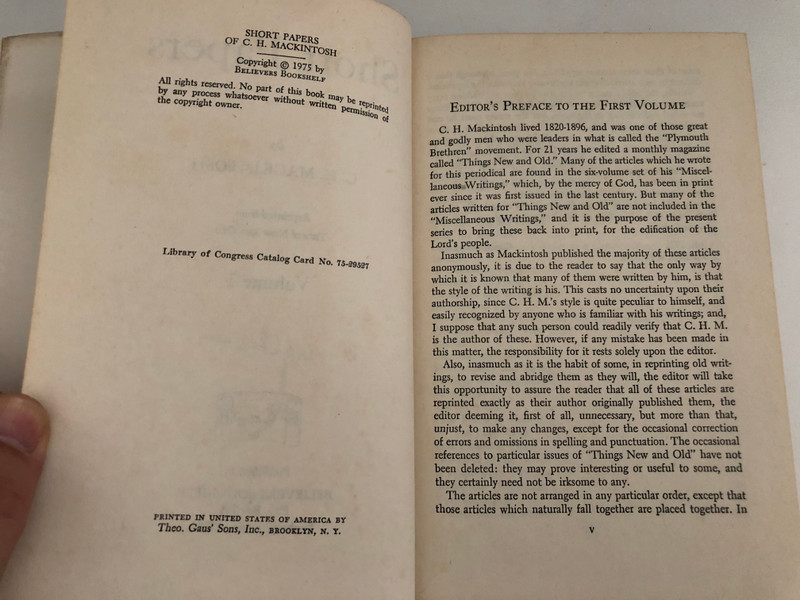 SHORT PAPERS
OF C. H. MACKINTOSH
Copyright © 1975 by
BELIEVERS BOOKSHELF
All rights reserved. No part of this book may be reprinted
by any process whatsoever without written permission of
the copyright owner.
Library of Congress Catalog Card No. 75-29527
PRINTED IN UNITED STATES OF AMERICA BY
Theo. Gaus' Sons, Inc., BROOKLYN, N. Y.
EDITOR'S PREFACE TO THE FIRST VOLUME
C. H. Mackintosh lived 1820-1896, and was one of those great
and godly men who were leaders in what is called the "Plymouth
Brethren" movement. For 21 years he edited a monthly magazine
called "Things New and Old." Many of the articles which he wrote
for this periodical are found in the six-volume set of his "Miscel-
laneous Writings," which, by the mercy of God, has been in print
ever since it was first issued in the last century. But many of the
articles written for "Things New and Old" are not included in the
"Miscellaneous Writings," and it is the purpose of the present
series to bring these back into print, for the edification of the
Lord's people.
Inasmuch as Mackintosh published the majority of these articles
anonymously, it is due to the reader to say that the only way by
which it is known that many of them were written by him, is that
the style of the writing is his. This casts no uncertainty upon their
authorship, since C. H. M.'s style is quite peculiar to himself, and
easily recognized by anyone who is familiar with his writings; and,
I suppose that any such person could readily verify that C. H. M.
is the author of these. However, if any mistake has been made in
this matter, the responsibility for it rests solely upon the editor.
Also, inasmuch as it is the habit of some, in reprinting old writ-
ings, to revise and abridge them as they will, the editor will take
this opportunity to assure the reader that all of these articles are
reprinted exactly as their author originally published them, the
editor deeming it, first of all, unnecessary, but more than that,
unjust, to make any changes, except for the occasional correction
of errors and omissions in spelling and punctuation. The occasional
references to particular issues of "Things New and Old" have not
been deleted: they may prove interesting or useful to some, and
they certainly need not be irksome to any.
The articles are not arranged in any particular order, except that
those articles which naturally fall together are placed together. In
v